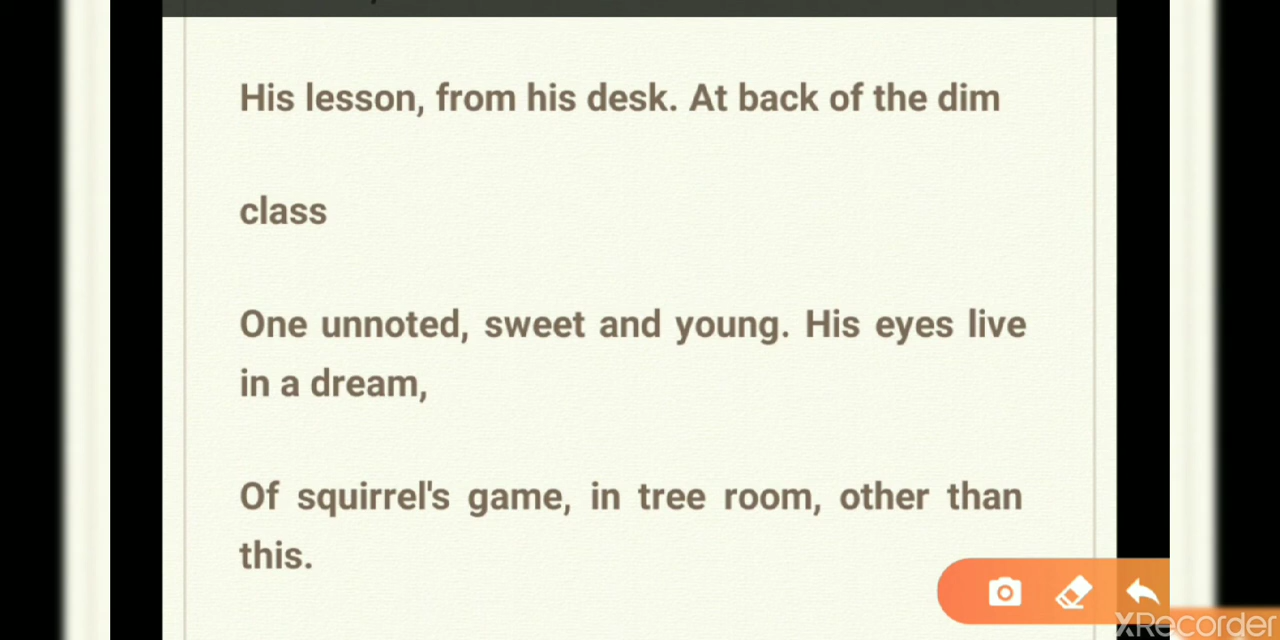 His lesson, from his desk. At back of the dim
class
One unnoted, sweet and young. His eyes live
in a dream,
Of squirrel's game, in tree room, other than
this.
XRecorder